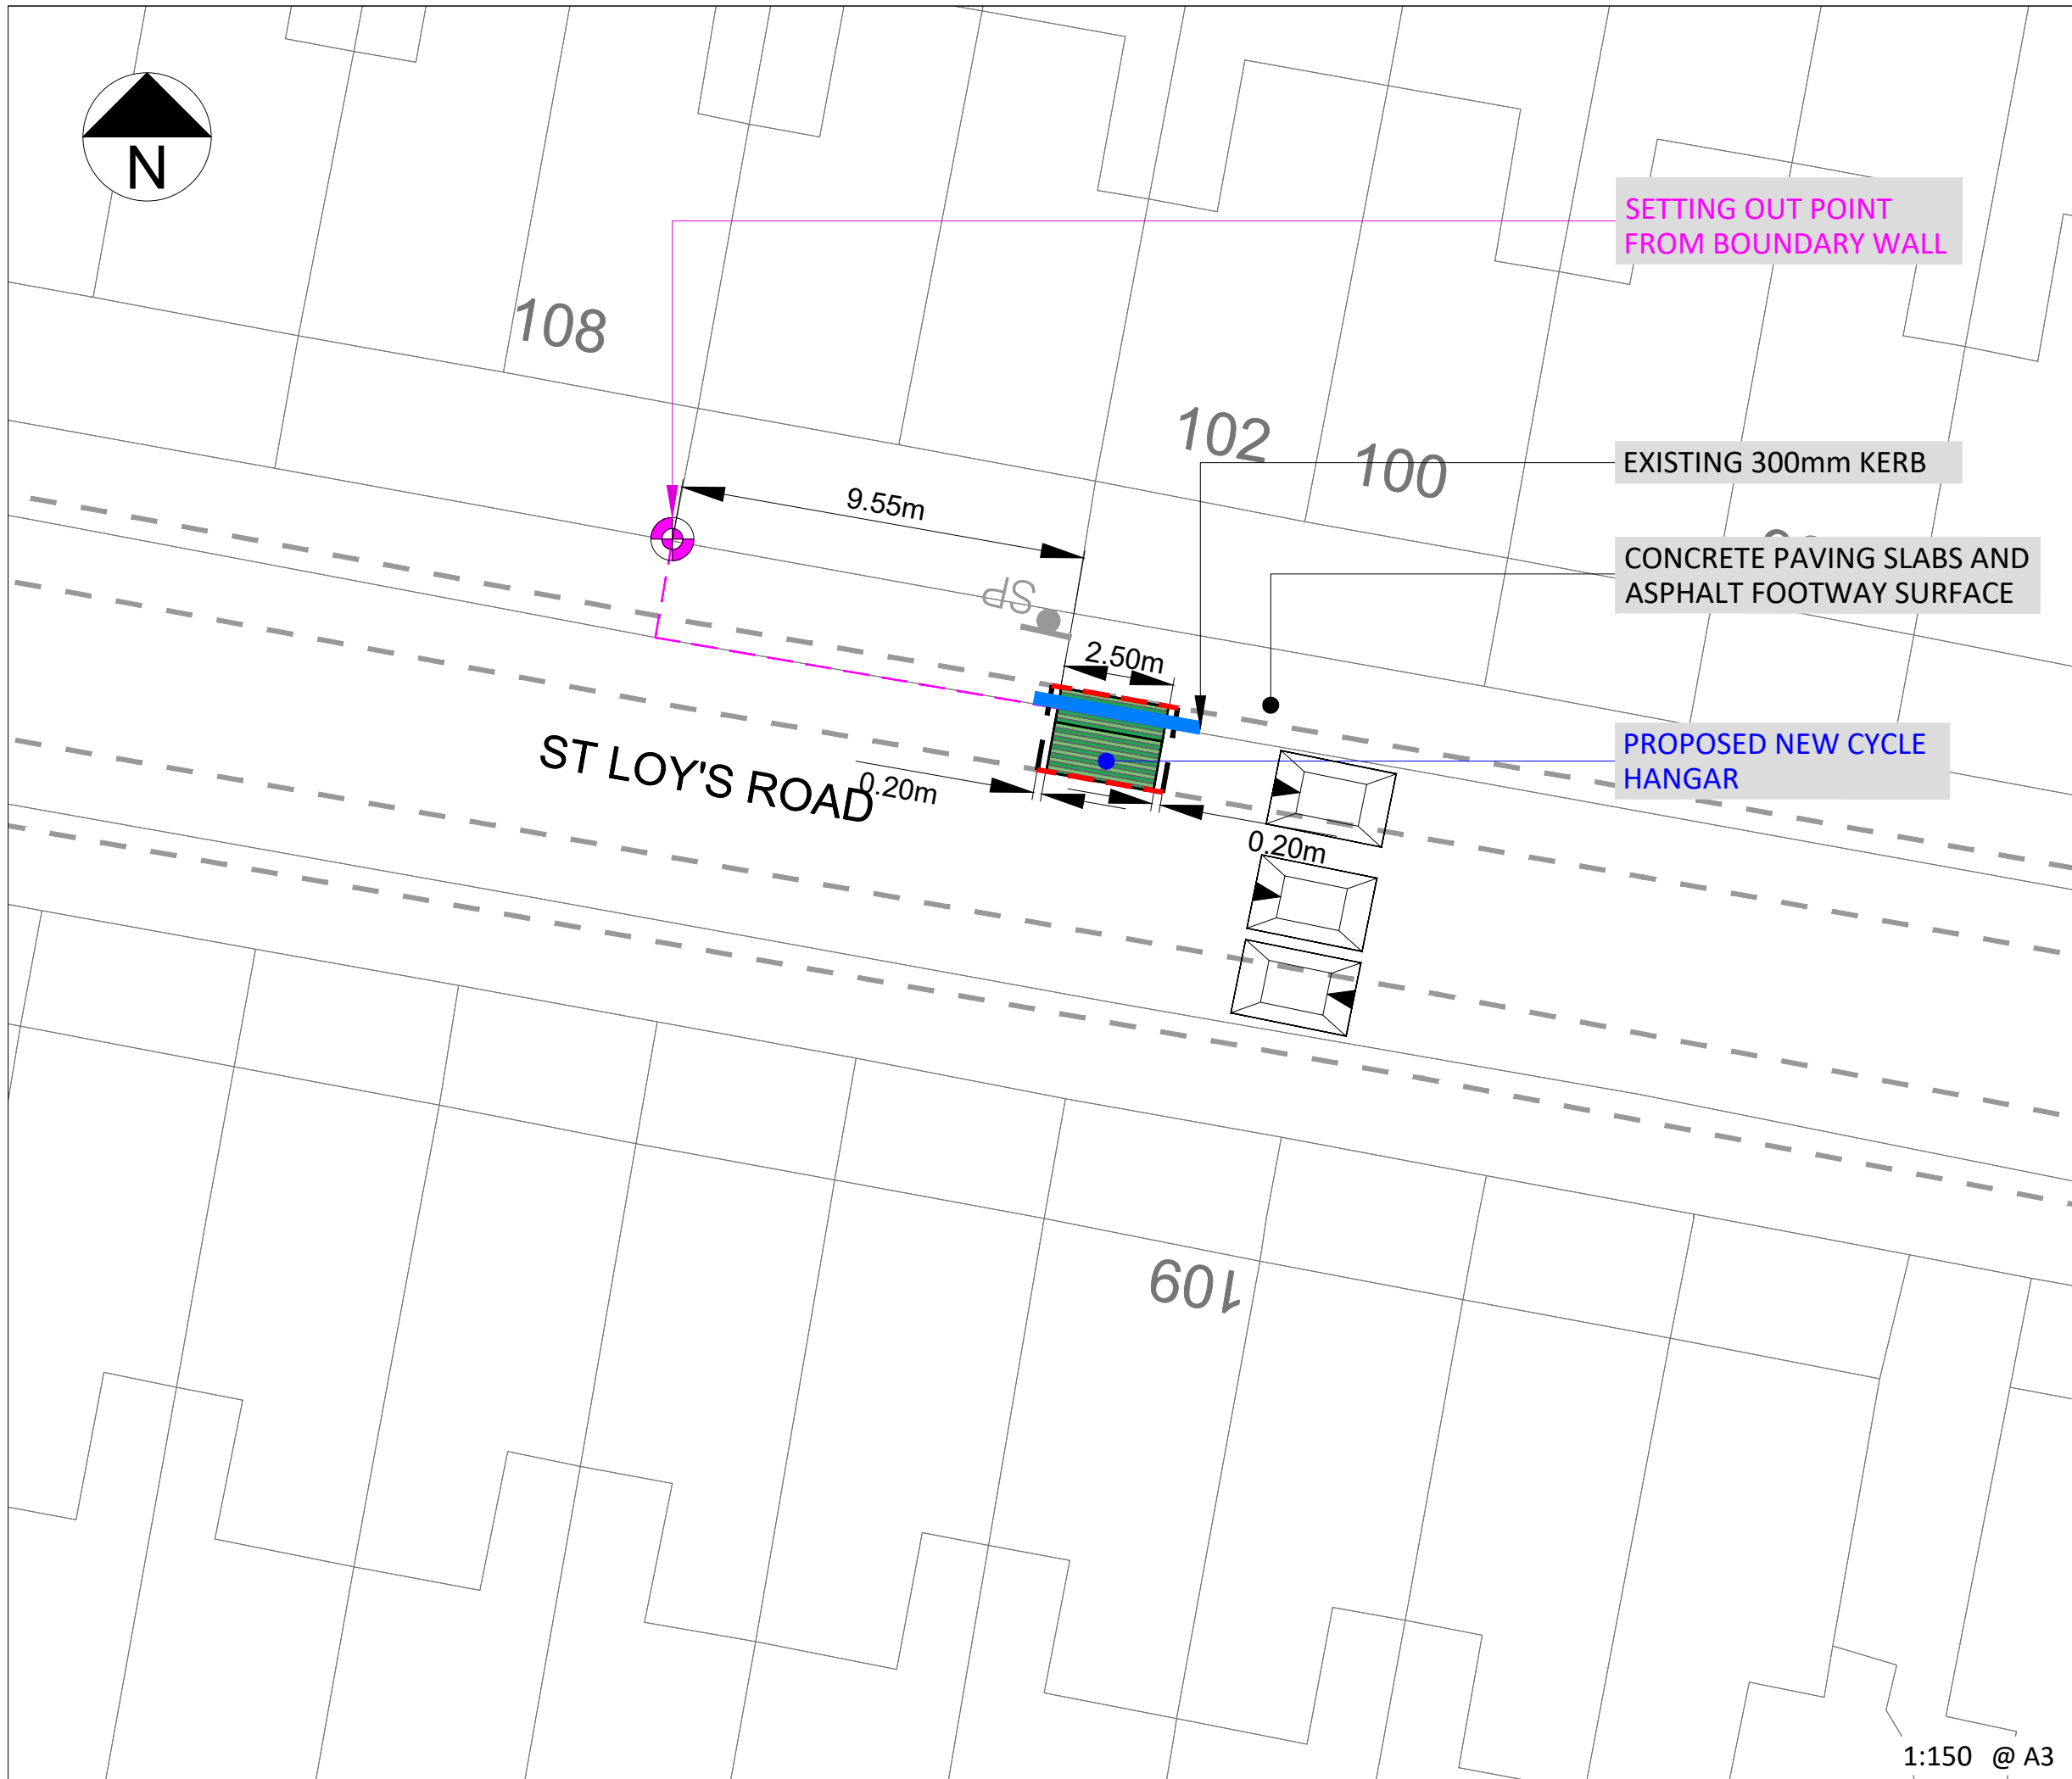 N
SETTING OUT POINT
FROM BOUNDARY WALL
108
102
100
EXISTING 300mm KERB
9.55m
CONCRETE PAVING SLABS AND
ASPHALT FOOTWAY SURFACE
SP
2.50m
PROPOSED NEW CYCLE
HANGAR
ST LOY'S ROAD
0.20m
0.20m
109
1:150 @ A3